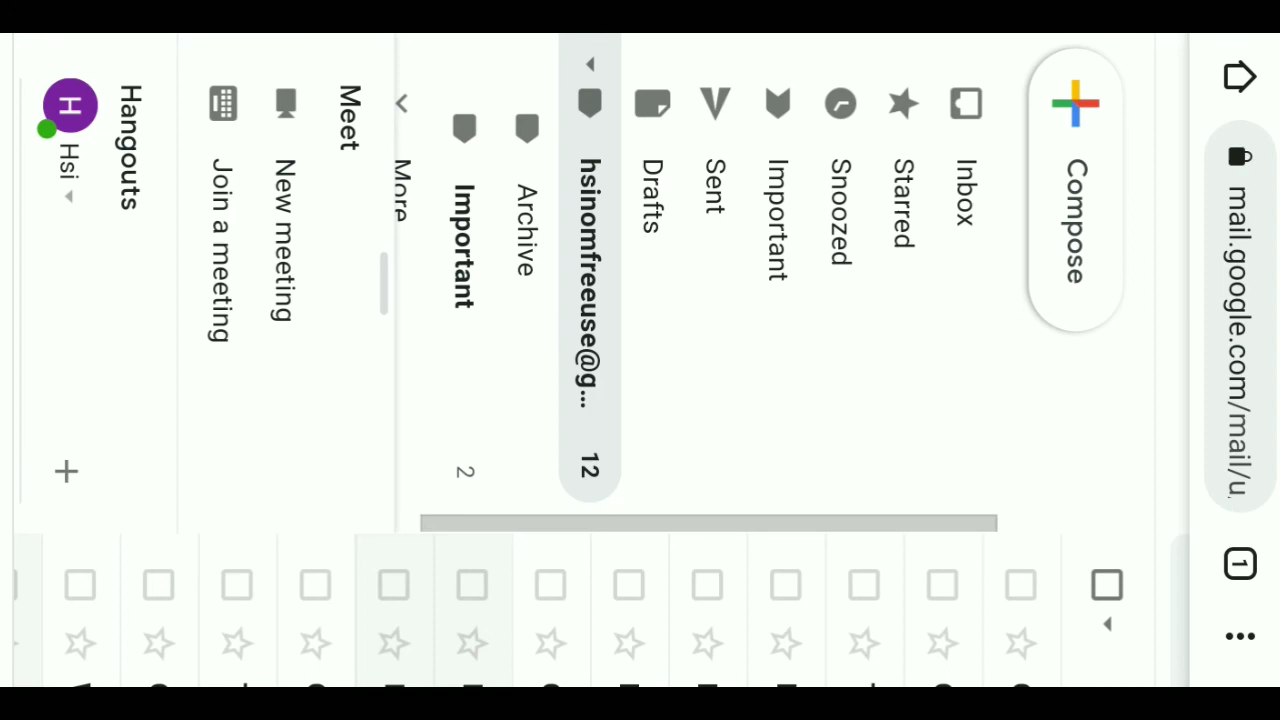 mail.google.com/mail/u
1
Compose
Inbox
Starred
Snoozed
Important
Sent
Drafts
hsinomfreeuse@g... 12
Archive
Important 2
More
Meet
New meeting
Join a meeting
Hangouts
H Hsi